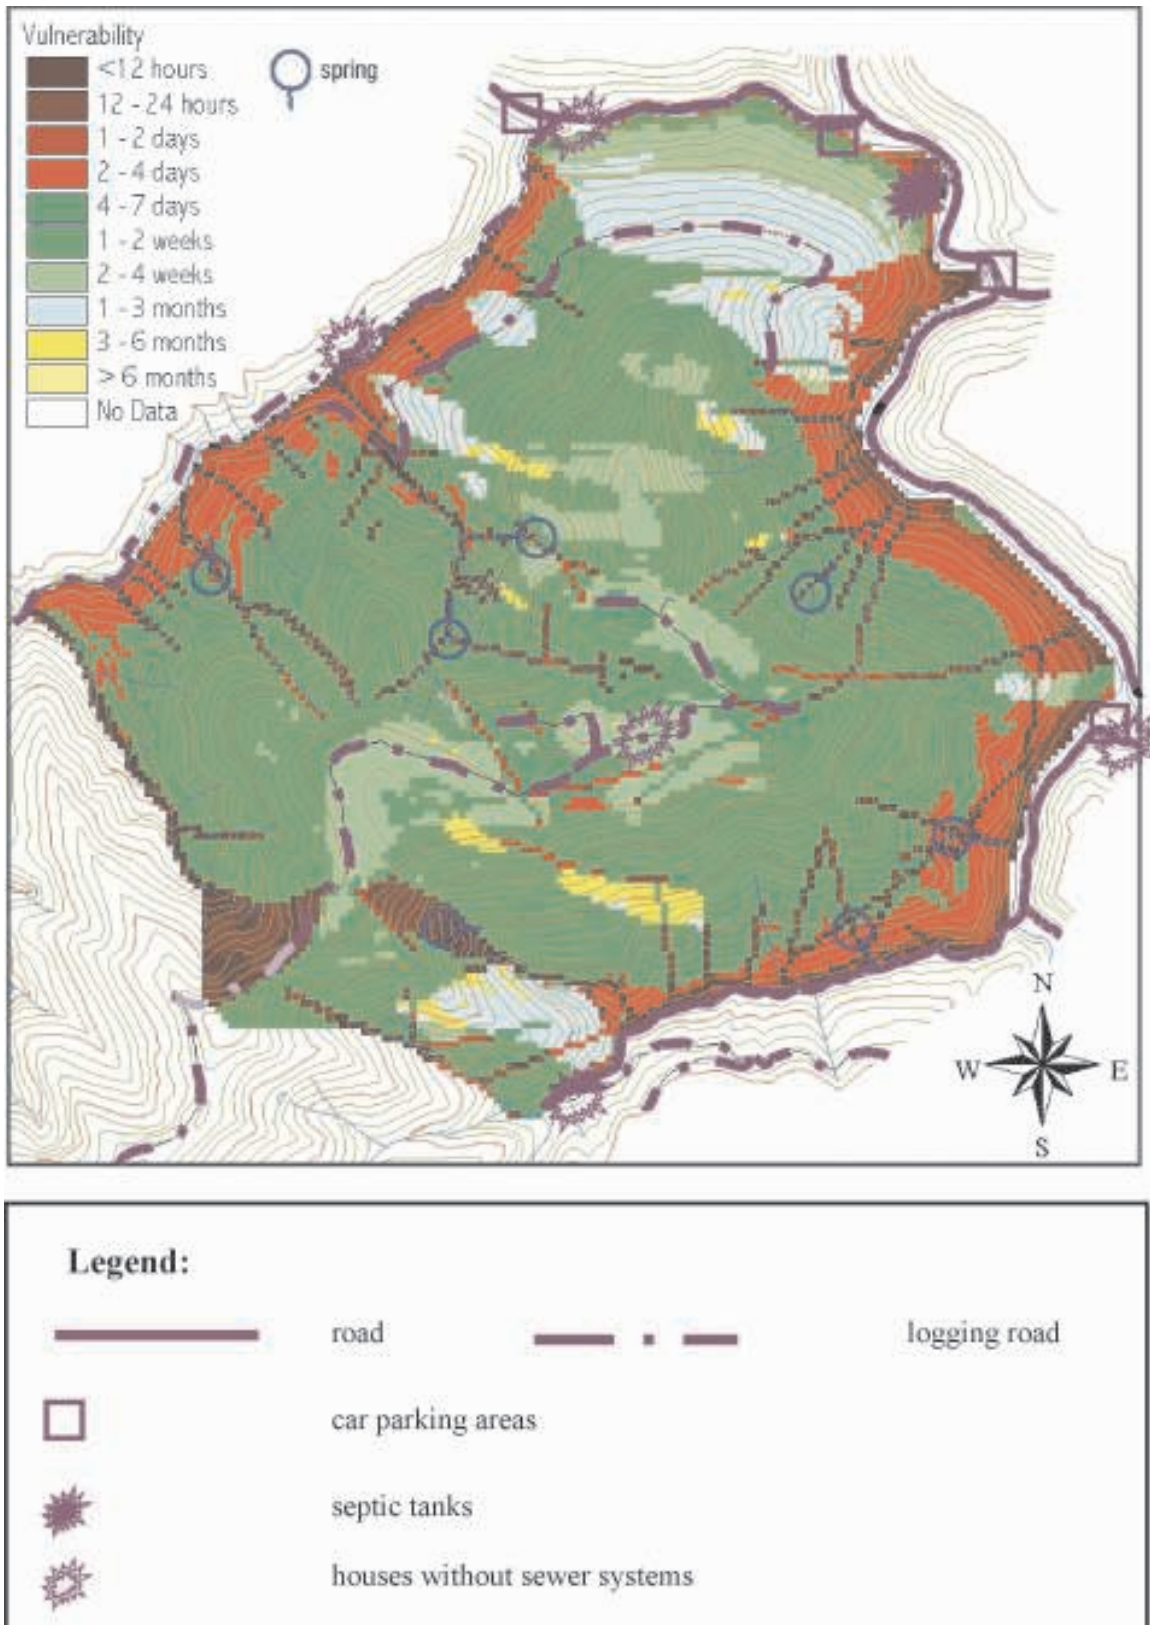 Vulnerability
<12 hours
spring
12 - 24 hours
1 - 2 days
2 - 4 days
4 - 7 days
1 - 2 weeks
2 - 4 weeks
1 - 3 months
3 - 6 months
> 6 months
No Data
N
W E
S
Legend:
road logging road
car parking areas
septic tanks
houses without sewer systems